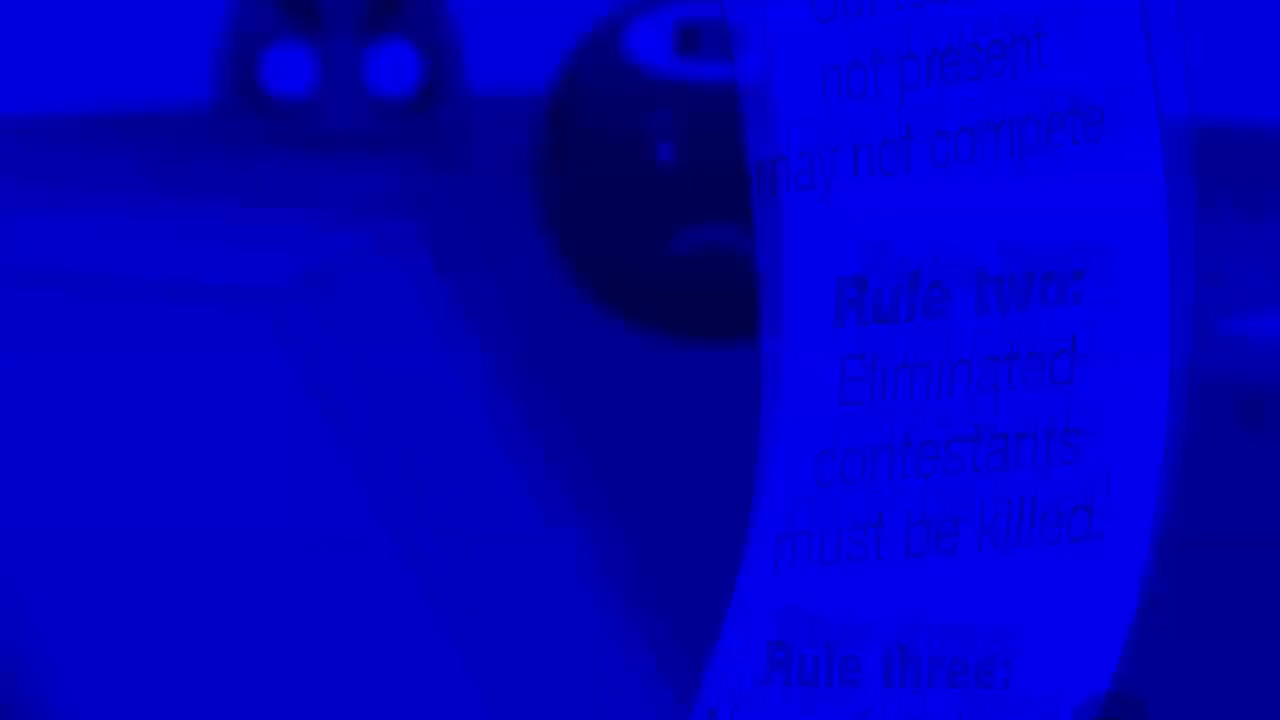 not present
may not compete
Rule two:
Eliminated
contestants
must be killed.
Rule three: